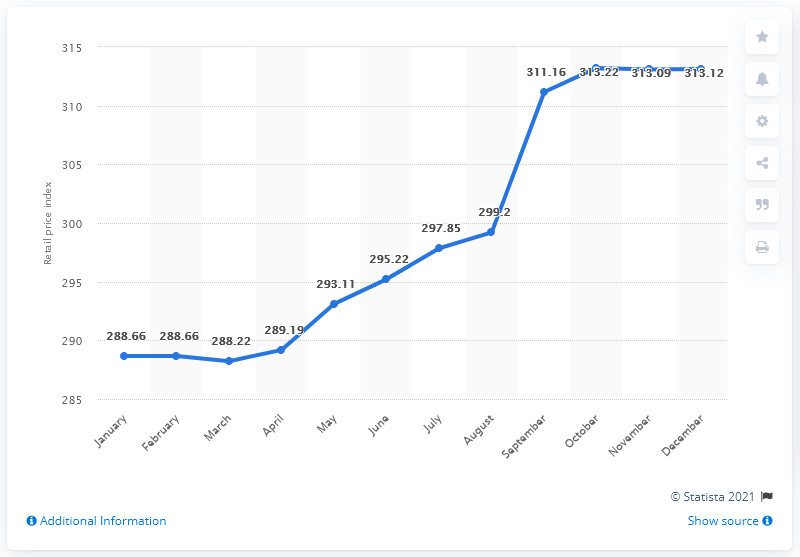 315
310
305
300
295
290
285
Retail price index
288.66
288.66
288.22
289.19
293.11
295.22
297.85
299.2
311.16
313.22
313.09
313.12
January
February
March
April
May
June
July
August
September
October
November
December
© Statista 2021
Additional Information
Show source